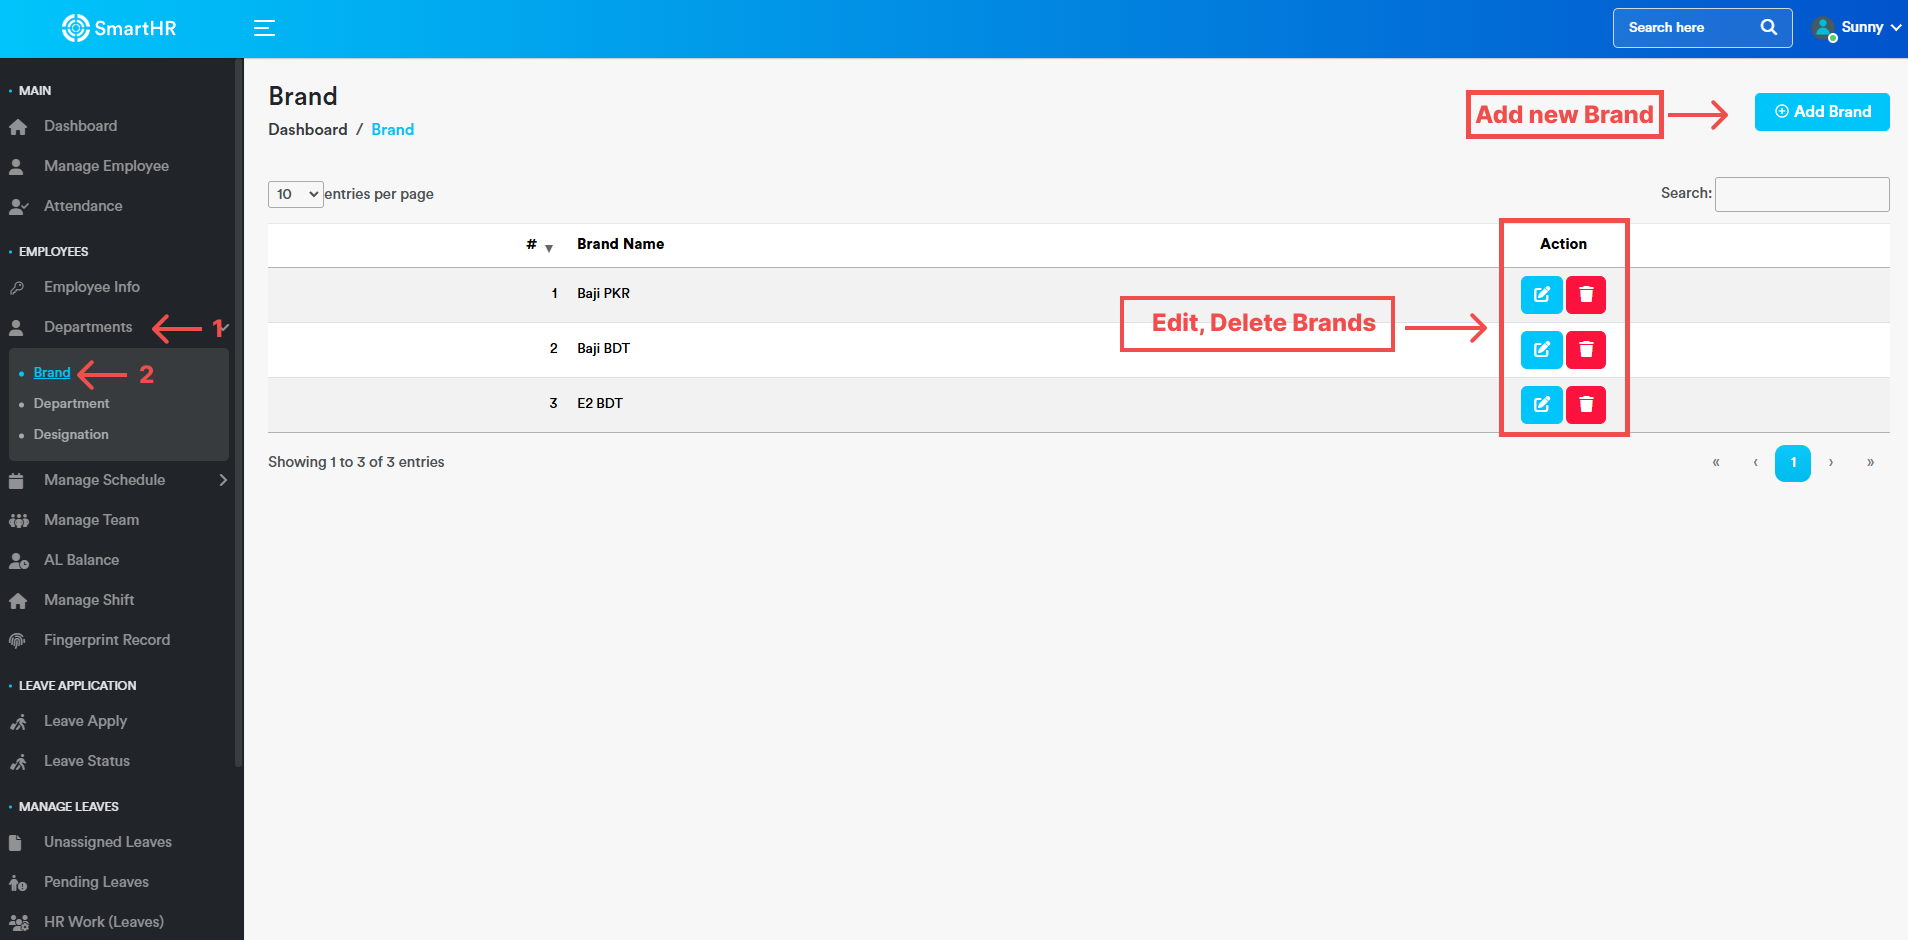 SmartHR
Search here
Sunny
• MAIN
Dashboard
Manage Employee
Attendance
• EMPLOYEES
Employee Info
Departments
1
• Brand
2
• Department
• Designation
Manage Schedule
Manage Team
AL Balance
Manage Shift
Fingerprint Record
• LEAVE APPLICATION
Leave Apply
Leave Status
• MANAGE LEAVES
Unassigned Leaves
Pending Leaves
HR Work (Leaves)
Brand
Dashboard / Brand
Add new Brand
Add Brand
10 entries per page
Search:
# Brand Name Action
1 Baji PKR
Edit, Delete Brands
2 Baji BDT
3 E2 BDT
Showing 1 to 3 of 3 entries
« ‹ 1 › »